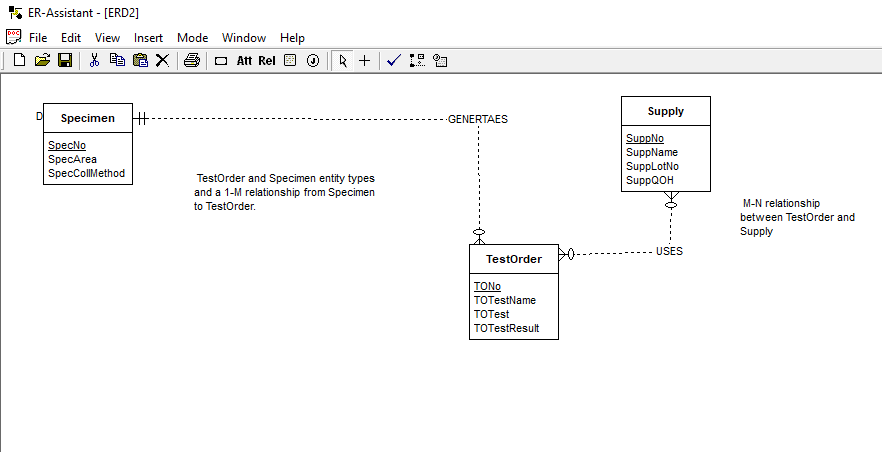 ER-Assistant - [ERD2]
DOC File Edit View Insert Mode Window Help
Att Rel J
D
Specimen
SpecNo
SpecArea
SpecCollMethod
GENERTAES
Supply
SuppNo
SuppName
SuppLotNo
SuppQOH
TestOrder and Specimen entity types
and a 1-M relationship from Specimen
to TestOrder.
M-N relationship
between TestOrder and
Supply
USES
TestOrder
TONo
TOTestName
TOTest
TOTestResult